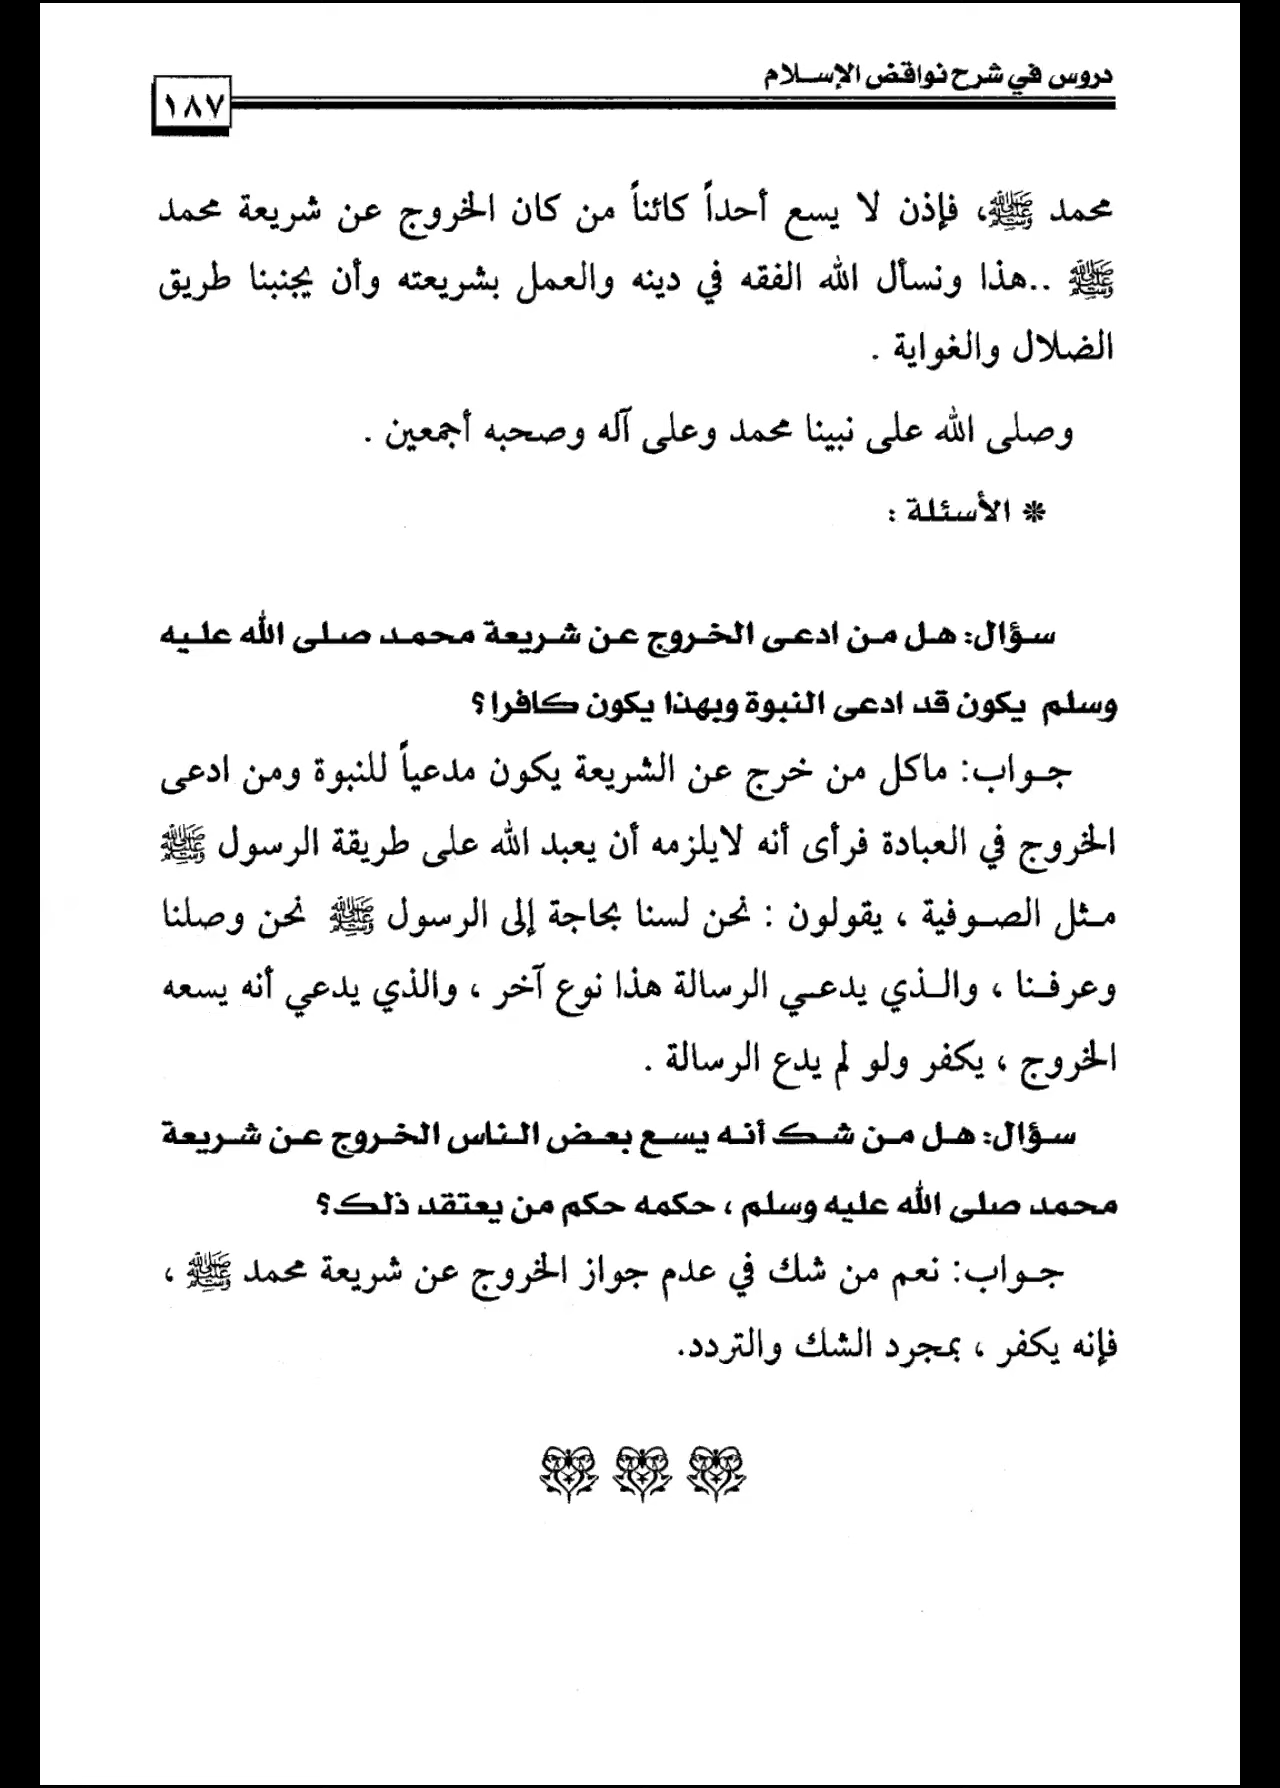 دروس في شرح نواقض الإسلام
١٨٧
محمد ﷺ، فإذن لا يسع أحداً كائناً من كان الخروج عن شريعة محمد
ﷺ ..هذا ونسأل الله الفقه في دينه والعمل بشريعته وأن يجنبنا طريق
الضلال والغواية .
وصلى الله على نبينا محمد وعلى آله وصحبه أجمعين .
* الأسئلة :
سؤال: هل من ادعى الخروج عن شريعة محمد صلى الله عليه
وسلم يكون قد ادعى النبوة وبهذا يكون كافرا؟
جواب: ماكل من خرج عن الشريعة يكون مدعياً للنبوة ومن ادعى
الخروج في العبادة فرأى أنه لايلزمه أن يعبد الله على طريقة الرسول ﷺ
مثل الصوفية ، يقولون : نحن لسنا بحاجة إلى الرسول ﷺ نحن وصلنا
وعرفنا ، والذي يدعي الرسالة هذا نوع آخر ، والذي يدعي أنه يسعه
الخروج ، يكفر ولو لم يدع الرسالة .
سؤال: هل من شك أنه يسع بعض الناس الخروج عن شريعة
محمد صلى الله عليه وسلم ، حكمه حكم من يعتقد ذلك؟
جواب: نعم من شك في عدم جواز الخروج عن شريعة محمد ﷺ ،
فإنه يكفر ، بمجرد الشك والتردد.